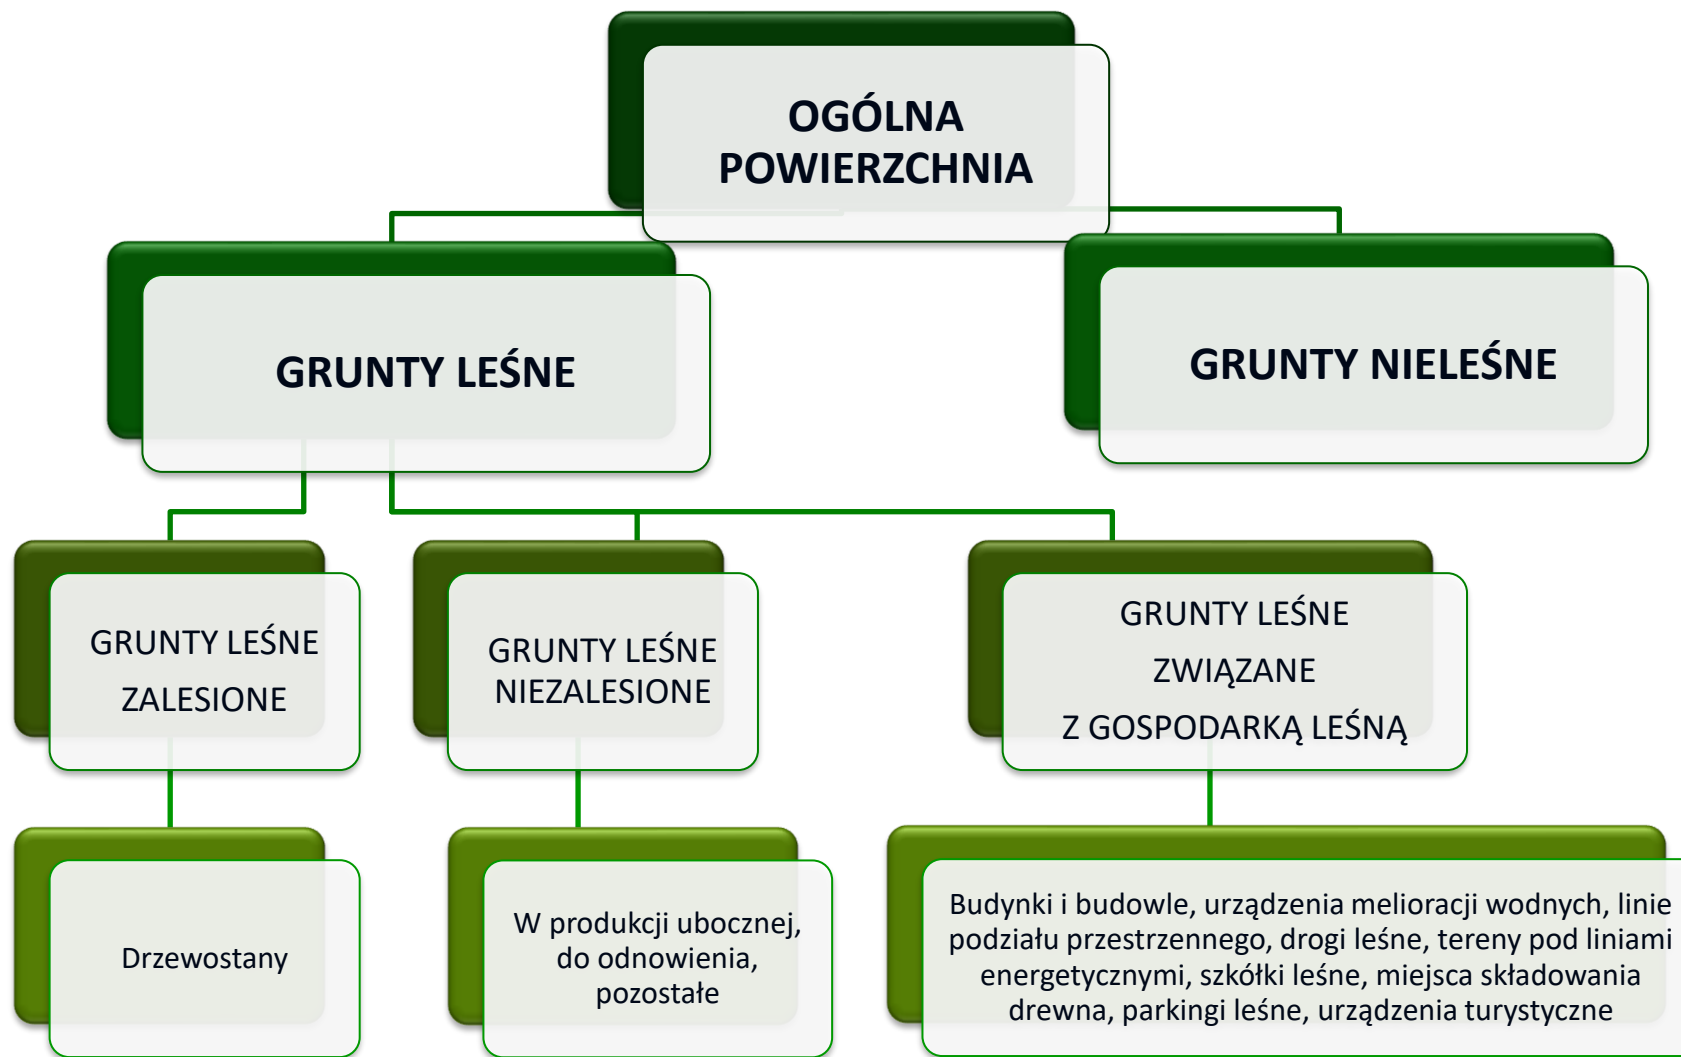 OGÓLNA
POWIERZCHNIA
GRUNTY LEŚNE
GRUNTY NIELEŚNE
GRUNTY LEŚNE
ZALESIONE
GRUNTY LEŚNE
NIEZALESIONE
GRUNTY LEŚNE
ZWIĄZANE
Z GOSPODARKĄ LEŚNĄ
Drzewostany
W produkcji ubocznej,
do odnowienia,
pozostałe
Budynki i budowle, urządzenia melioracji wodnych, linie
podziału przestrzennego, drogi leśne, tereny pod liniami
energetycznymi, szkółki leśne, miejsca składowania
drewna, parkingi leśne, urządzenia turystyczne